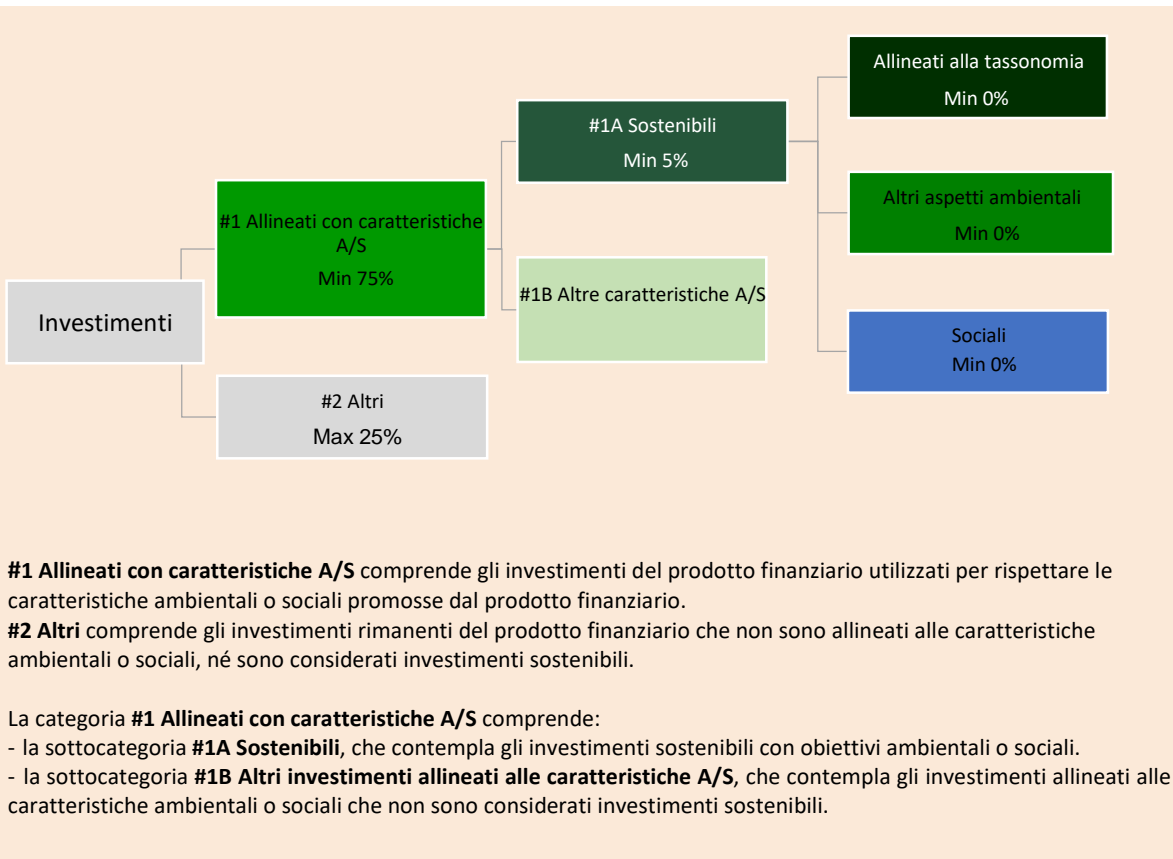 Allineati alla tassonomia
Min 0%
#1A Sostenibili
Min 5%
Altri aspetti ambientali
Min 0%
#1 Allineati con caratteristiche
A/S
Min 75%
#1B Altre caratteristiche A/S
Investimenti
Sociali
Min 0%
#2 Altri
Max 25%
#1 Allineati con caratteristiche A/S comprende gli investimenti del prodotto finanziario utilizzati per rispettare le
caratteristiche ambientali o sociali promosse dal prodotto finanziario.
#2 Altri comprende gli investimenti rimanenti del prodotto finanziario che non sono allineati alle caratteristiche
ambientali o sociali, né sono considerati investimenti sostenibili.
La categoria #1 Allineati con caratteristiche A/S comprende:
- la sottocategoria #1A Sostenibili, che contempla gli investimenti sostenibili con obiettivi ambientali o sociali.
- la sottocategoria #1B Altri investimenti allineati alle caratteristiche A/S, che contempla gli investimenti allineati alle
caratteristiche ambientali o sociali che non sono considerati investimenti sostenibili.